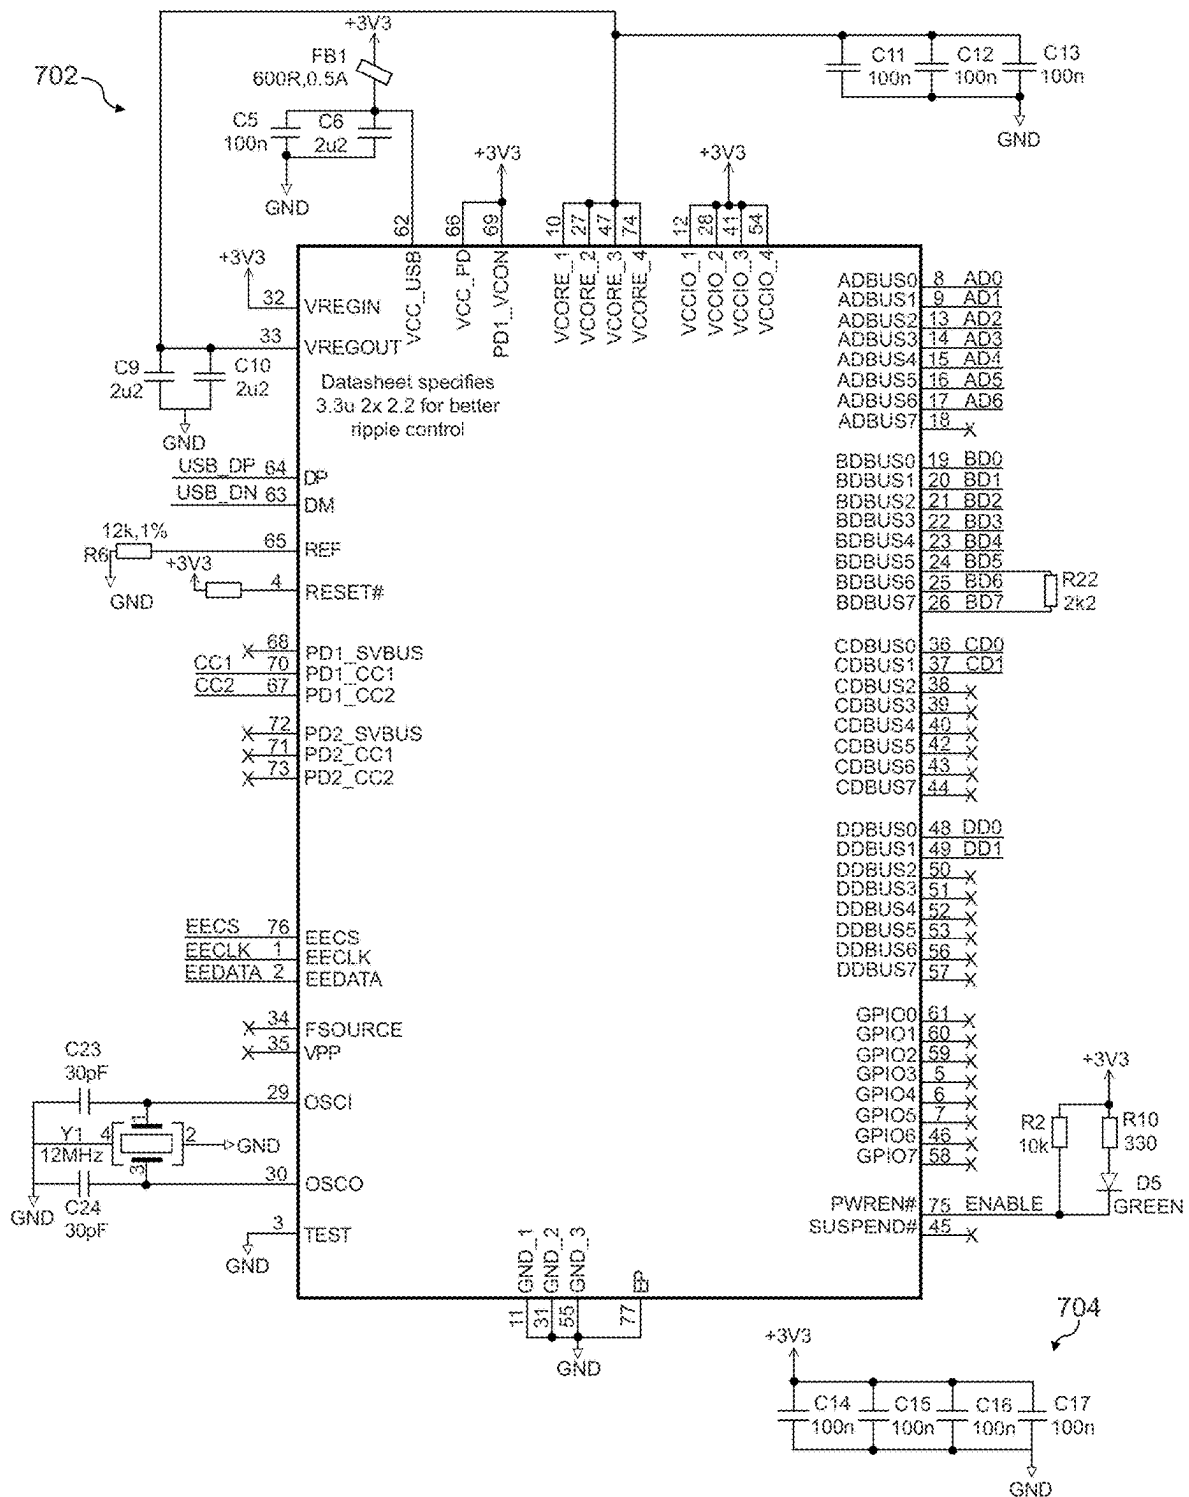 702
+3V3
FB1
600R,0.5A
C5
100n
C6
2u2
GND
C11
100n
C12
100n
C13
100n
GND
+3V3
+3V3
62
66
69
10
27
47
74
12
28
41
54
VCC_USB
VCC_PD
PD1_VCON
VCORE_1
VCORE_2
VCORE_3
VCORE_4
VCCIO_1
VCCIO_2
VCCIO_3
VCCIO_4
+3V3
32 VREGIN
33 VREGOUT
C9
2u2
C10
2u2
GND
Datasheet specifies
3.3u 2x 2.2 for better
ripple control
USB_DP 64 DP
USB_DN 63 DM
12k,1%
R6
65 REF
GND
+3V3
4 RESET#
68 PD1_SVBUS
CC1 70 PD1_CC1
CC2 67 PD1_CC2
72 PD2_SVBUS
71 PD2_CC1
73 PD2_CC2
EECS 76 EECS
EECLK 1 EECLK
EEDATA 2 EEDATA
34 FSOURCE
35 VPP
C23
30pF
29 OSCI
Y1
12MHz
4
1
2
3
GND
30 OSCO
GND
C24
30pF
3 TEST
GND
ADBUS0 8 AD0
ADBUS1 9 AD1
ADBUS2 13 AD2
ADBUS3 14 AD3
ADBUS4 15 AD4
ADBUS5 16 AD5
ADBUS6 17 AD6
ADBUS7 18
BDBUS0 19 BD0
BDBUS1 20 BD1
BDBUS2 21 BD2
BDBUS3 22 BD3
BDBUS4 23 BD4
BDBUS5 24 BD5
BDBUS6 25 BD6
BDBUS7 26 BD7
R22
2k2
CDBUS0 36 CD0
CDBUS1 37 CD1
CDBUS2 38
CDBUS3 39
CDBUS4 40
CDBUS5 42
CDBUS6 43
CDBUS7 44
DDBUS0 48 DD0
DDBUS1 49 DD1
DDBUS2 50
DDBUS3 51
DDBUS4 52
DDBUS5 53
DDBUS6 56
DDBUS7 57
GPIO0 61
GPIO1 60
GPIO2 59
GPIO3 5
GPIO4 6
GPIO5 7
GPIO6 46
GPIO7 58
+3V3
R2
10k
R10
330
D5
GREEN
PWREN# 75 ENABLE
SUSPEND# 45
GND_1
GND_2
GND_3
EP
11
31
55
77
GND
704
+3V3
C14
100n
C15
100n
C16
100n
C17
100n
GND